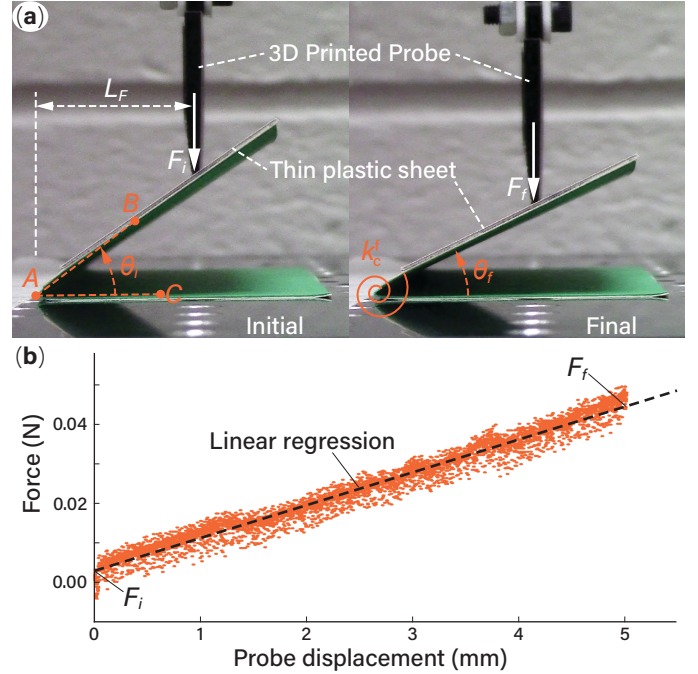 (a)
3D Printed Probe
L_F
F_i
F_f
Thin plastic sheet
B
A
θ_i
C
k_c^f
θ_f
Initial
Final
(b)
Force (N)
0.04
0.02
0.00
F_f
Linear regression
F_i
0 1 2 3 4 5
Probe displacement (mm)